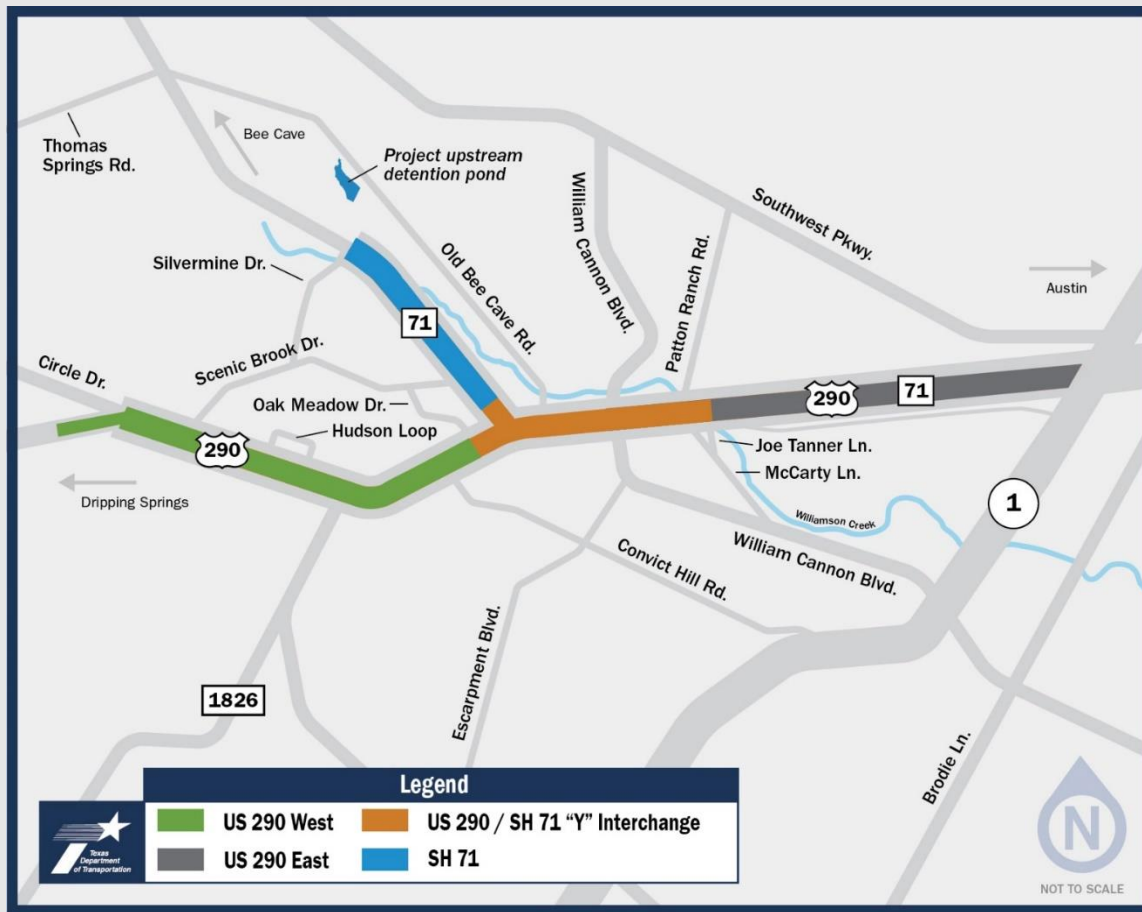 Thomas
Springs Rd.
Bee Cave
Project upstream
detention pond
Silvermine Dr.
William Cannon Blvd.
Southwest Pkwy.
Patton Ranch Rd.
Austin
Old Bee Cave Rd.
71
Circle Dr.
Scenic Brook Dr.
Oak Meadow Dr.
Hudson Loop
290
71
290
Dripping Springs
Joe Tanner Ln.
McCarty Ln.
1
Williamson Creek
William Cannon Blvd.
Convict Hill Rd.
Escarpment Blvd.
1826
Brodie Ln.
Legend
US 290 West
US 290 / SH 71 “Y” Interchange
US 290 East
SH 71
Texas
Department
of Transportation
N
NOT TO SCALE